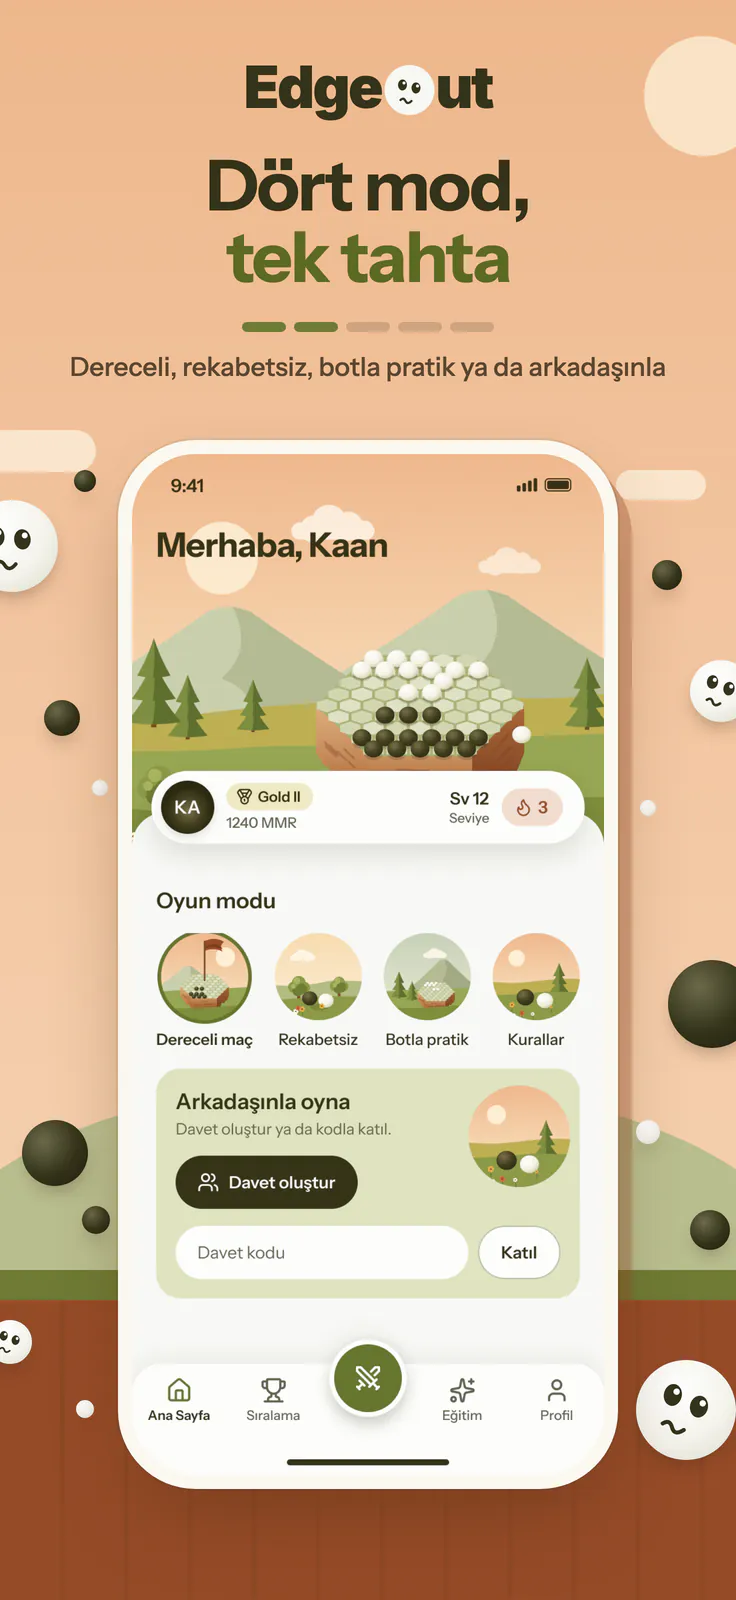 Edgeout
Dört mod,
tek tahta
Dereceli, rekabetsiz, botla pratik ya da arkadaşınla
9:41
Merhaba, Kaan
KA
Gold II
1240 MMR
Sv 12
Seviye
3
Oyun modu
Dereceli maç
Rekabetsiz
Botla pratik
Kurallar
Arkadaşınla oyna
Davet oluştur ya da kodla katıl.
Davet oluştur
Davet kodu
Katıl
Ana Sayfa
Sıralama
Eğitim
Profil